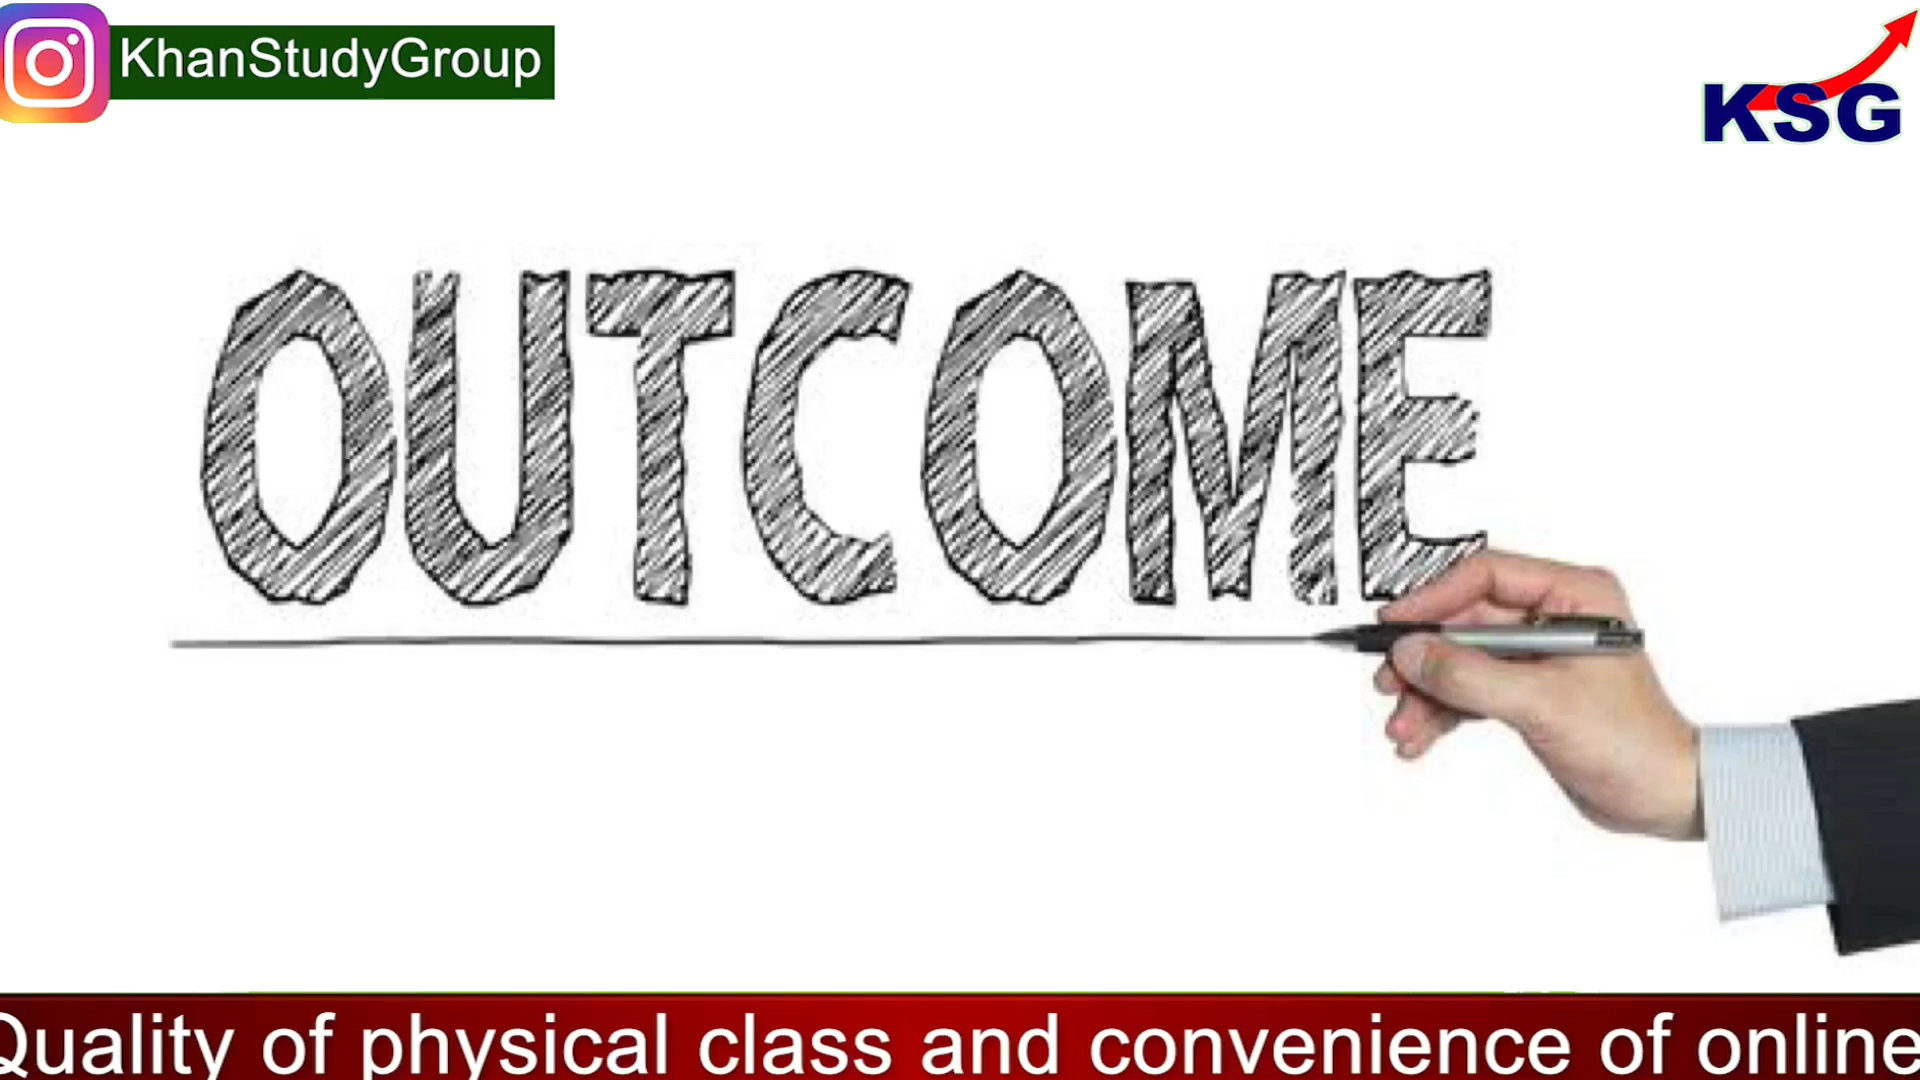 KhanStudyGroup
KSG
OUTCOME
Quality of physical class and convenience of online